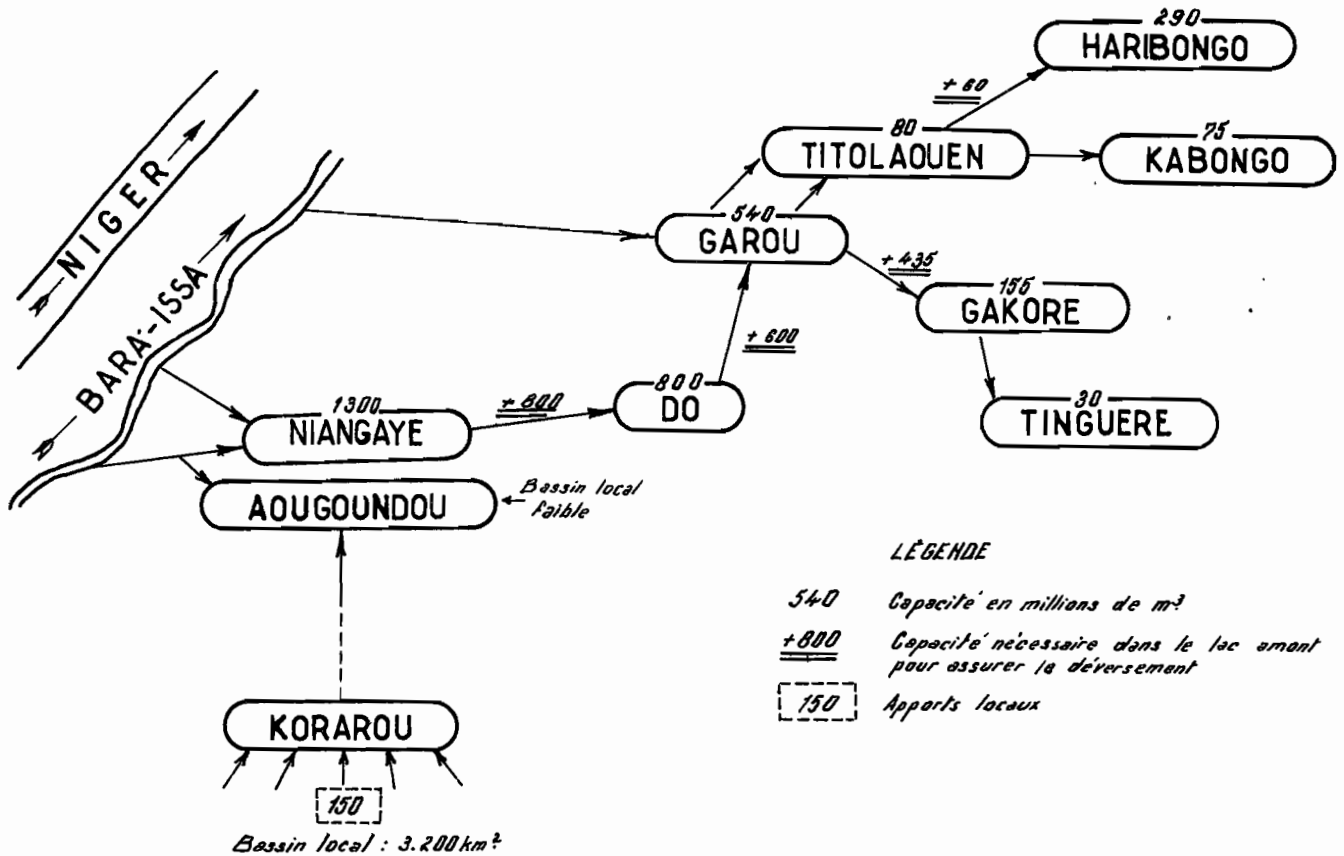 290
HARIBONGO
+60
80
TITOLAOUEN
75
KABONGO
NIGER
540
GAROU
+435
155
GAKORE
BARA-ISSA
+600
800
DO
30
TINGUERE
1300
NIANGAYE
+800
AOUGOUNDOU
Bassin local
faible
LÉGENDE
540 Capacité en millions de m³
+800 Capacité nécessaire dans le lac amont
pour assurer le déversement
150 Apports locaux
KORAROU
150
Bassin local : 3.200 km²